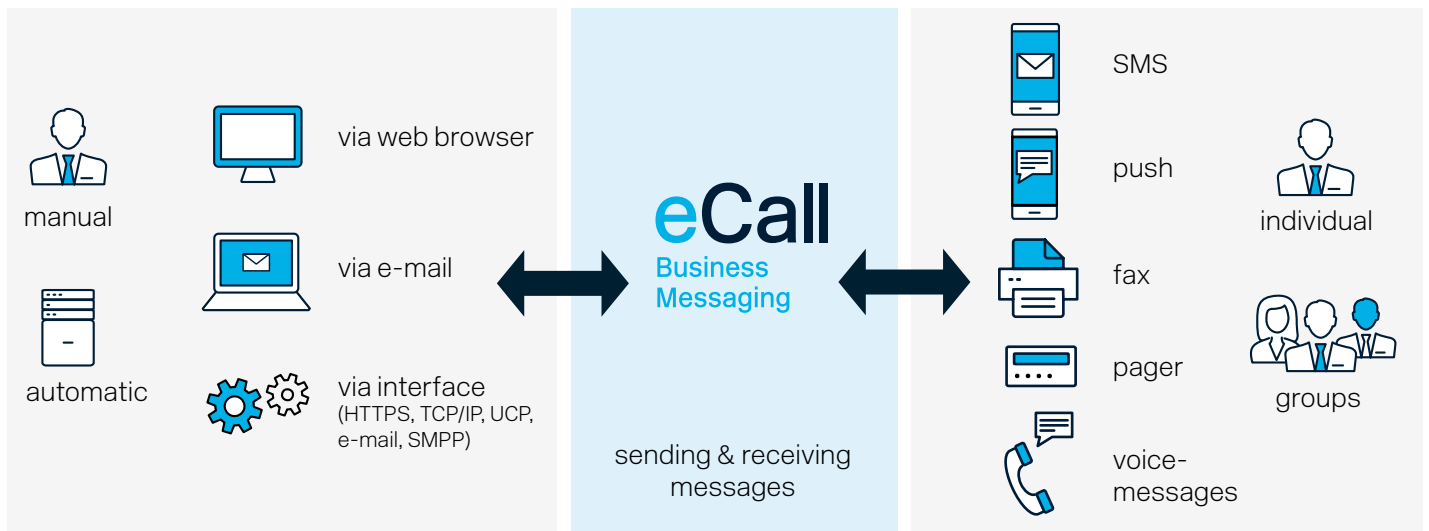 manual
automatic
via web browser
via e-mail
via interface
(HTTPS, TCP/IP, UCP,
e-mail, SMPP)
eCall
Business
Messaging
sending & receiving
messages
SMS
push
fax
pager
voice-
messages
individual
groups